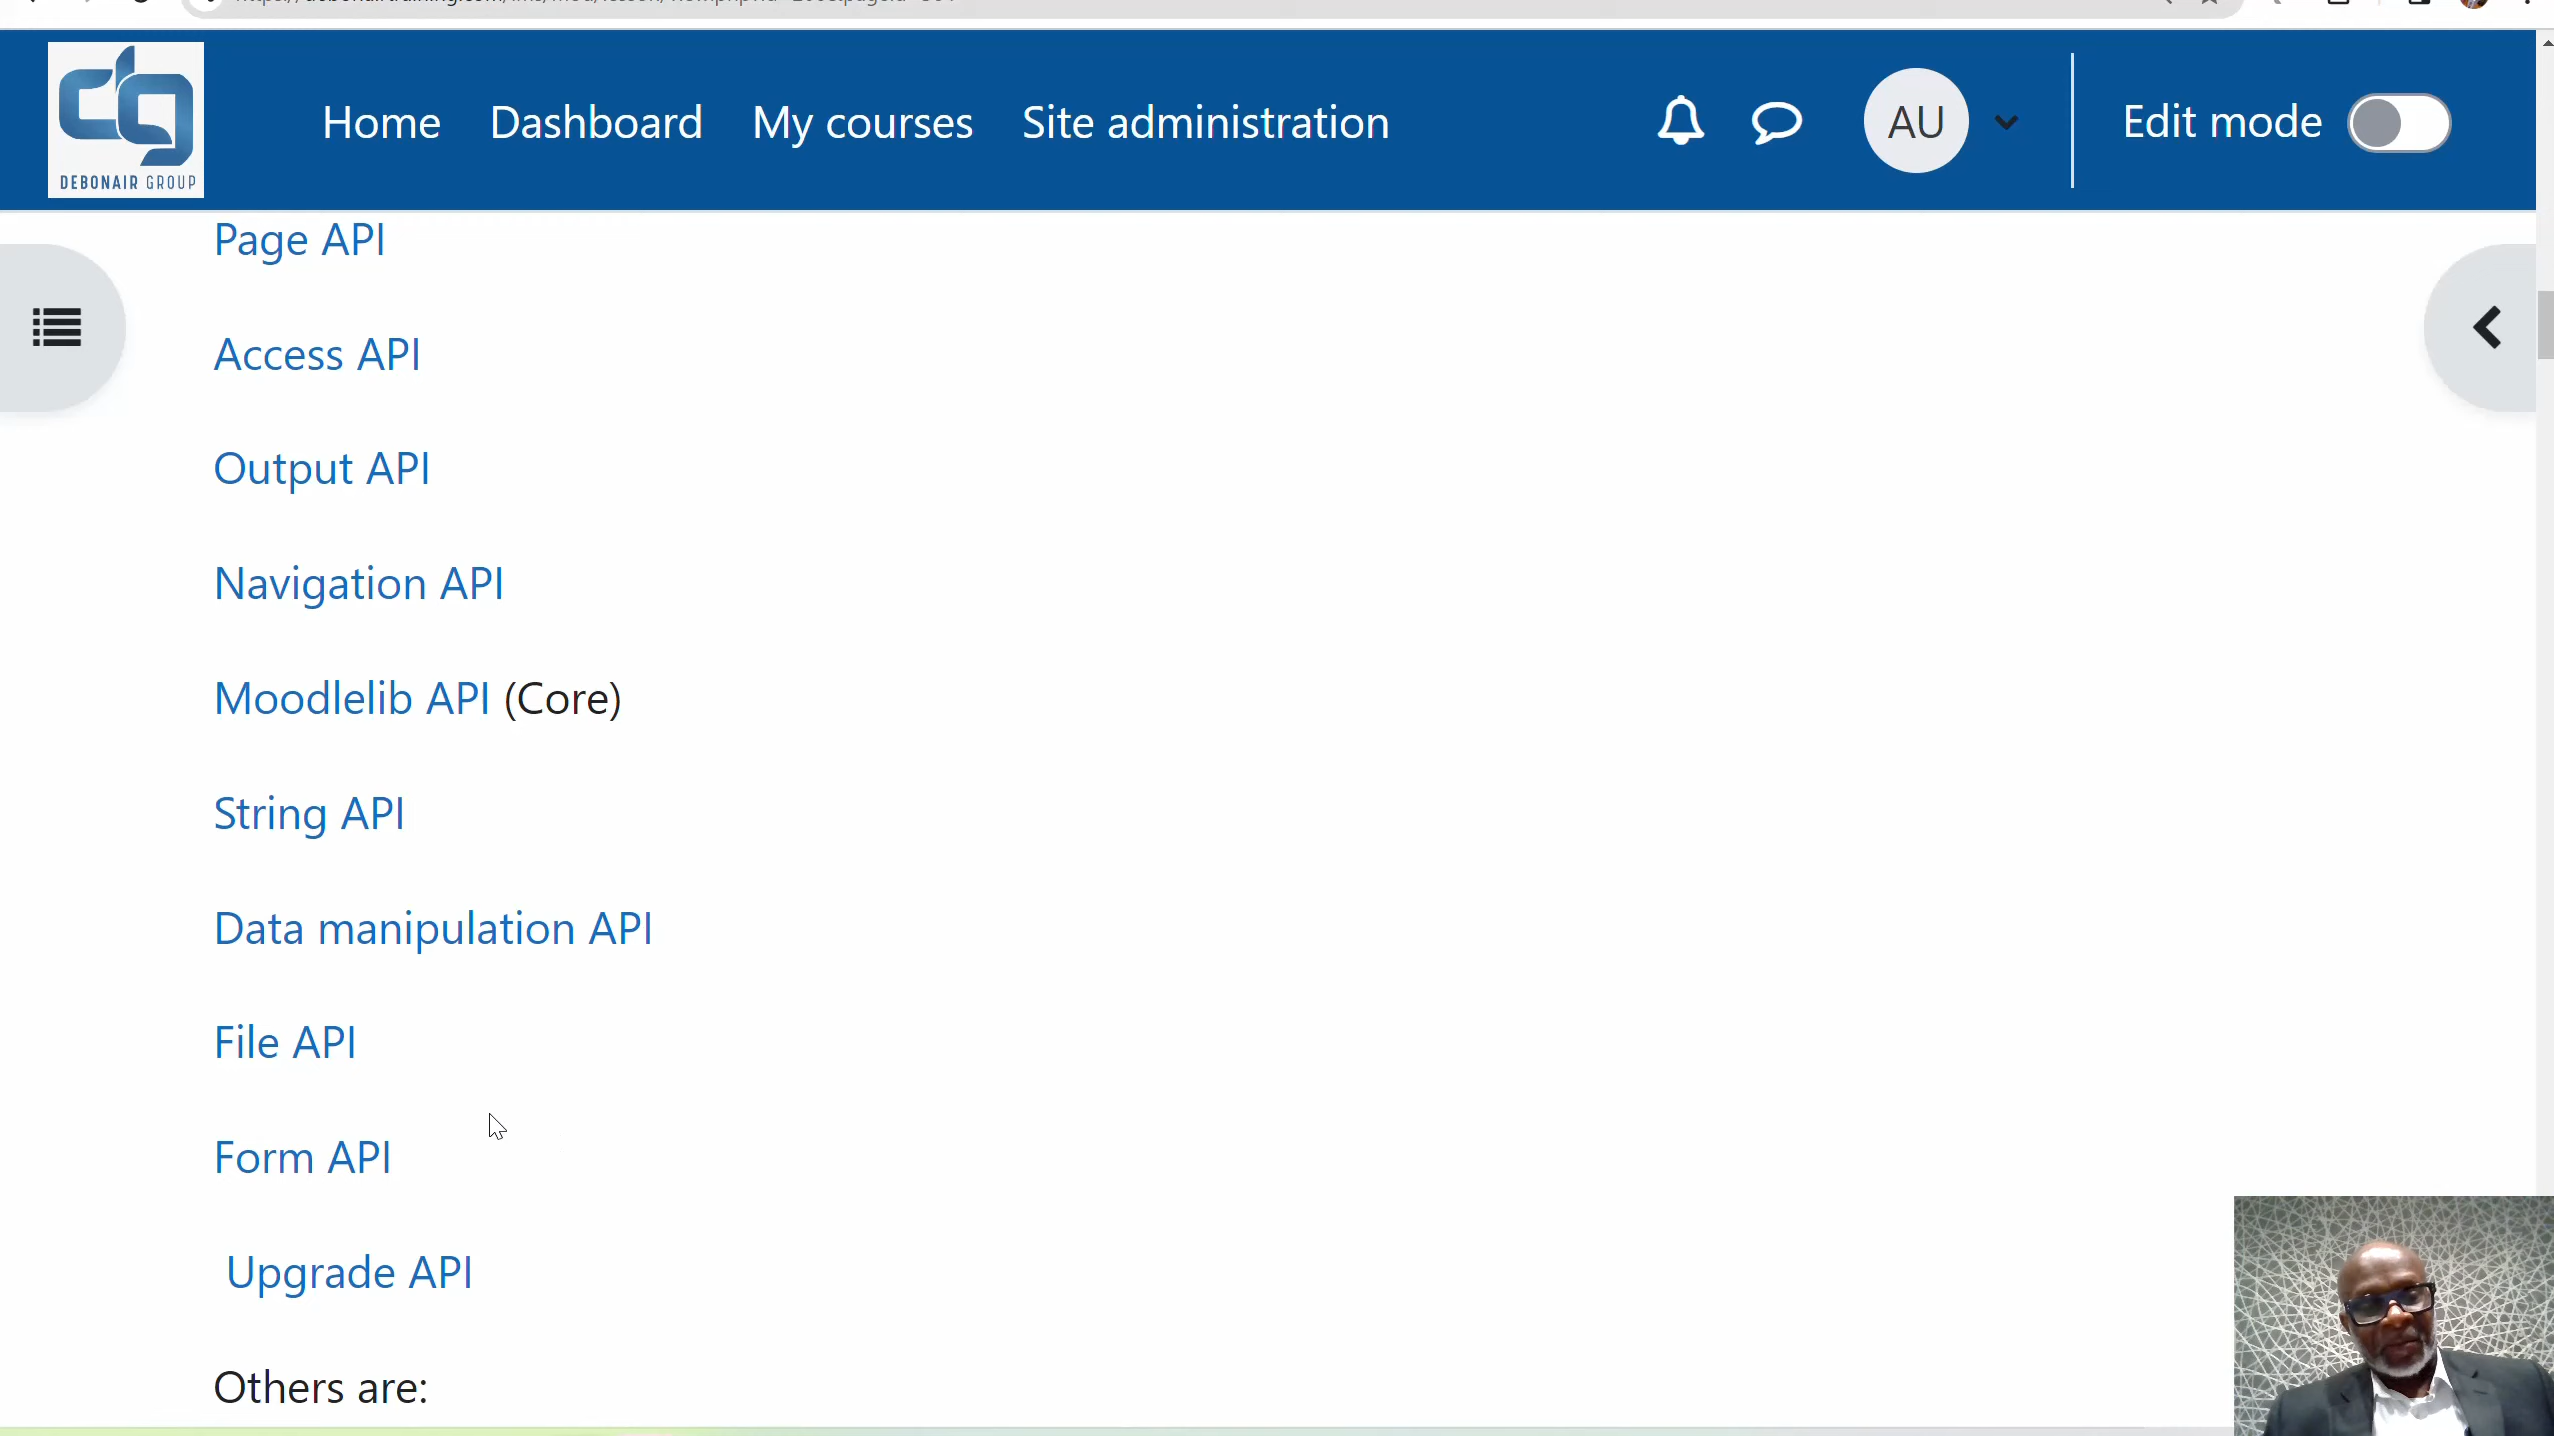 DEBONAIR GROUP
Home Dashboard My courses Site administration AU Edit mode
Page API
Access API
Output API
Navigation API
Moodlelib API (Core)
String API
Data manipulation API
File API
Form API
Upgrade API
Others are: